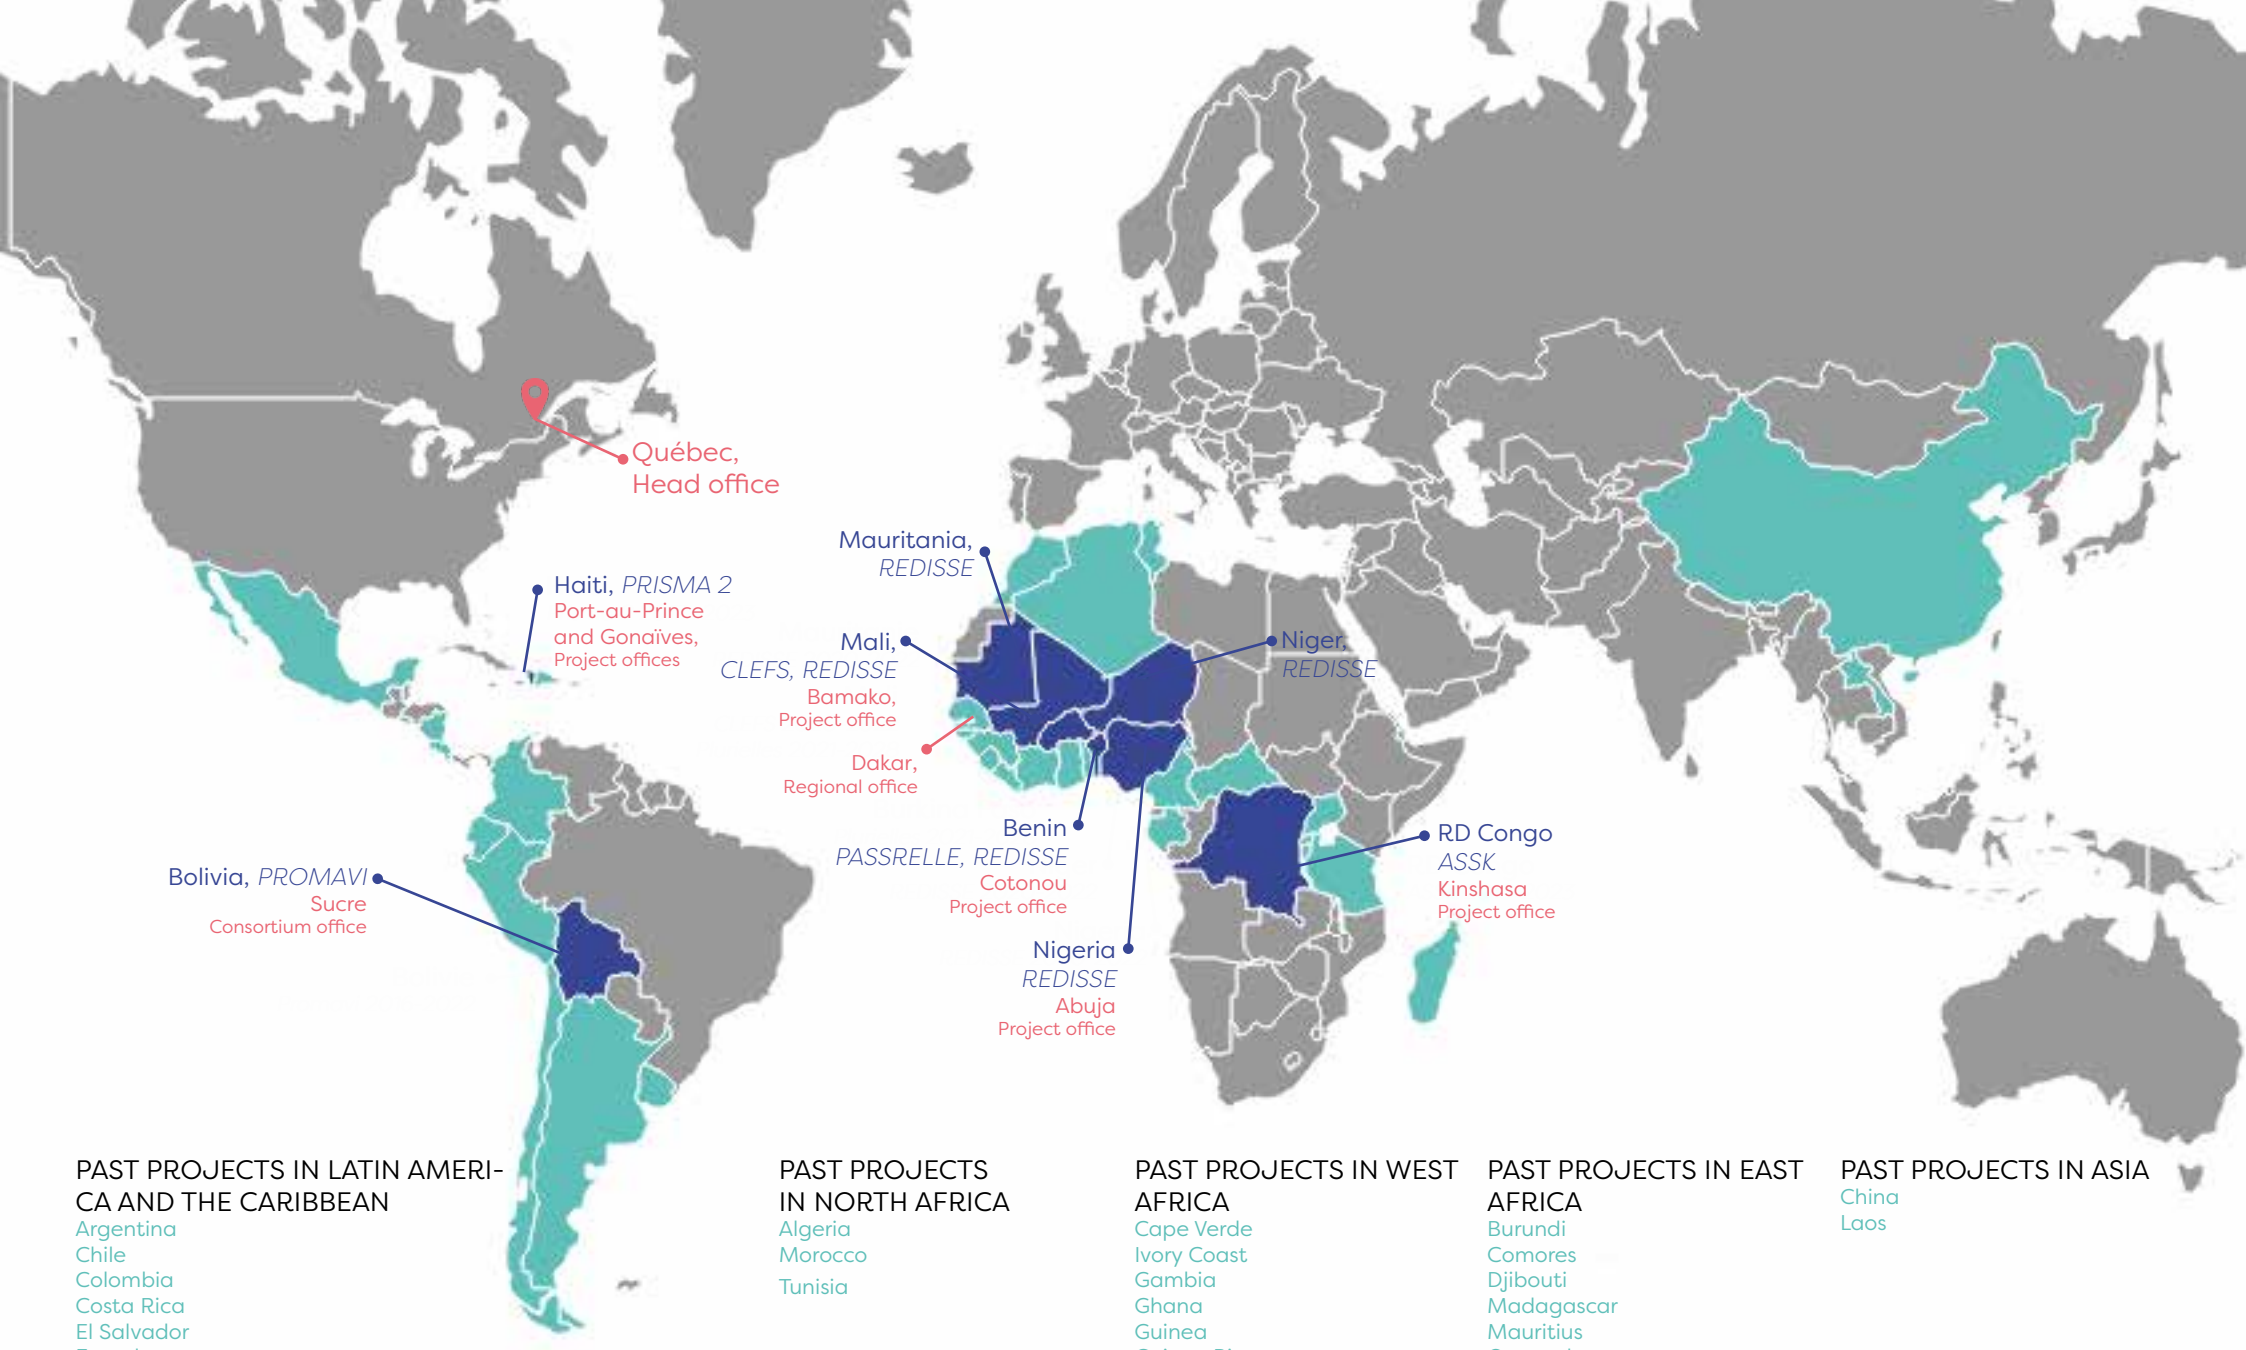 Québec,
Head office
Mauritania,
REDISSE
Haiti, PRISMA 2
Port-au-Prince
and Gonaïves,
Project offices
Mali,
CLEFS, REDISSE
Bamako,
Project office
Niger,
REDISSE
Dakar,
Regional office
Benin
PASSRELLE, REDISSE
Cotonou
Project office
RD Congo
ASSK
Kinshasa
Project office
Bolivia, PROMAVI
Sucre
Consortium office
Nigeria
REDISSE
Abuja
Project office
PAST PROJECTS IN LATIN AMERI-
CA AND THE CARIBBEAN
Argentina
Chile
Colombia
Costa Rica
El Salvador
PAST PROJECTS
IN NORTH AFRICA
Algeria
Morocco
Tunisia
PAST PROJECTS IN WEST
AFRICA
Cape Verde
Ivory Coast
Gambia
Ghana
Guinea
PAST PROJECTS IN EAST
AFRICA
Burundi
Comores
Djibouti
Madagascar
Mauritius
PAST PROJECTS IN ASIA
China
Laos